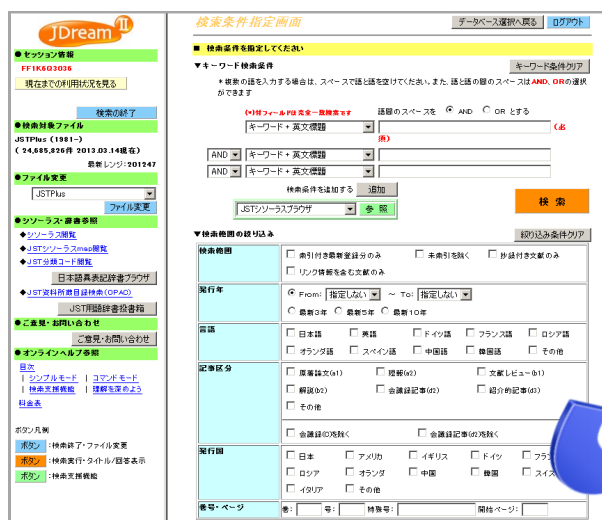 JDream II
●セッション情報
FF1K6Q3036
現在までの利用状況を見る
検索の終了
●検索対象ファイル
JSTPlus (1981-)
( 24,685,826件 2013.03.14現在)
最新レンジ:201247
●ファイル変更
JSTPlus
ファイル変更
●シソーラス・辞書参照
◆シソーラス閲覧
◆JSTシソーラスmap閲覧
◆JST分類コード閲覧
日本語異表記辞書ブラウザ
◆JST資料所蔵目録検索(OPAC)
JST用語辞書投書箱
●ご意見・お問い合わせ
ご意見・お問い合わせ
●オンラインヘルプ参照
目次
| シンプルモード | コマンドモード
| 検索支援機能 | 理解を深めよう
料金表
ボタン凡例
ボタン :検索終了・ファイル変更
ボタン :検索実行・タイトル/回答表示
ボタン :検索支援機能
検索条件指定画面
データベース選択へ戻る ログアウト
■ 検索条件を指定してください
▼キーワード検索条件 キーワード条件クリア
*複数の語を入力する場合は、スペースで語と語を空けてください。また、語と語の間のスペースはAND、ORの選択
ができます
(*)付フィールドは完全一致検索です 語間のスペースを AND OR とする
キーワード + 英文標題 (必
須)
AND キーワード + 英文標題
AND キーワード + 英文標題
検索条件を追加する 追加
JSTシソーラスブラウザ 参 照
検 索
▼検索範囲の絞り込み 絞り込み条件クリア
検索範囲 索引付き最新登録分のみ 未索引を除く 抄録付き文献のみ
リンク情報を含む文献のみ
発行年 From: 指定しない ~ To: 指定しない
最新3年 最新5年 最新10年
言語 日本語 英語 ドイツ語 フランス語 ロシア語
オランダ語 スペイン語 中国語 韓国語 その他
記事区分 原著論文(a1) 短報(a2) 文献レビュー(b1)
解説(b2) 会議録記事(d2) 紹介的記事(d3)
その他
会議録(C)を除く 会議録記事(d2)を除く
発行国 日本 アメリカ イギリス ドイツ フラ
ロシア オランダ 中国 韓国 スイス
イタリア その他
巻号・ページ 巻: 号: 特殊号: 開始ページ: